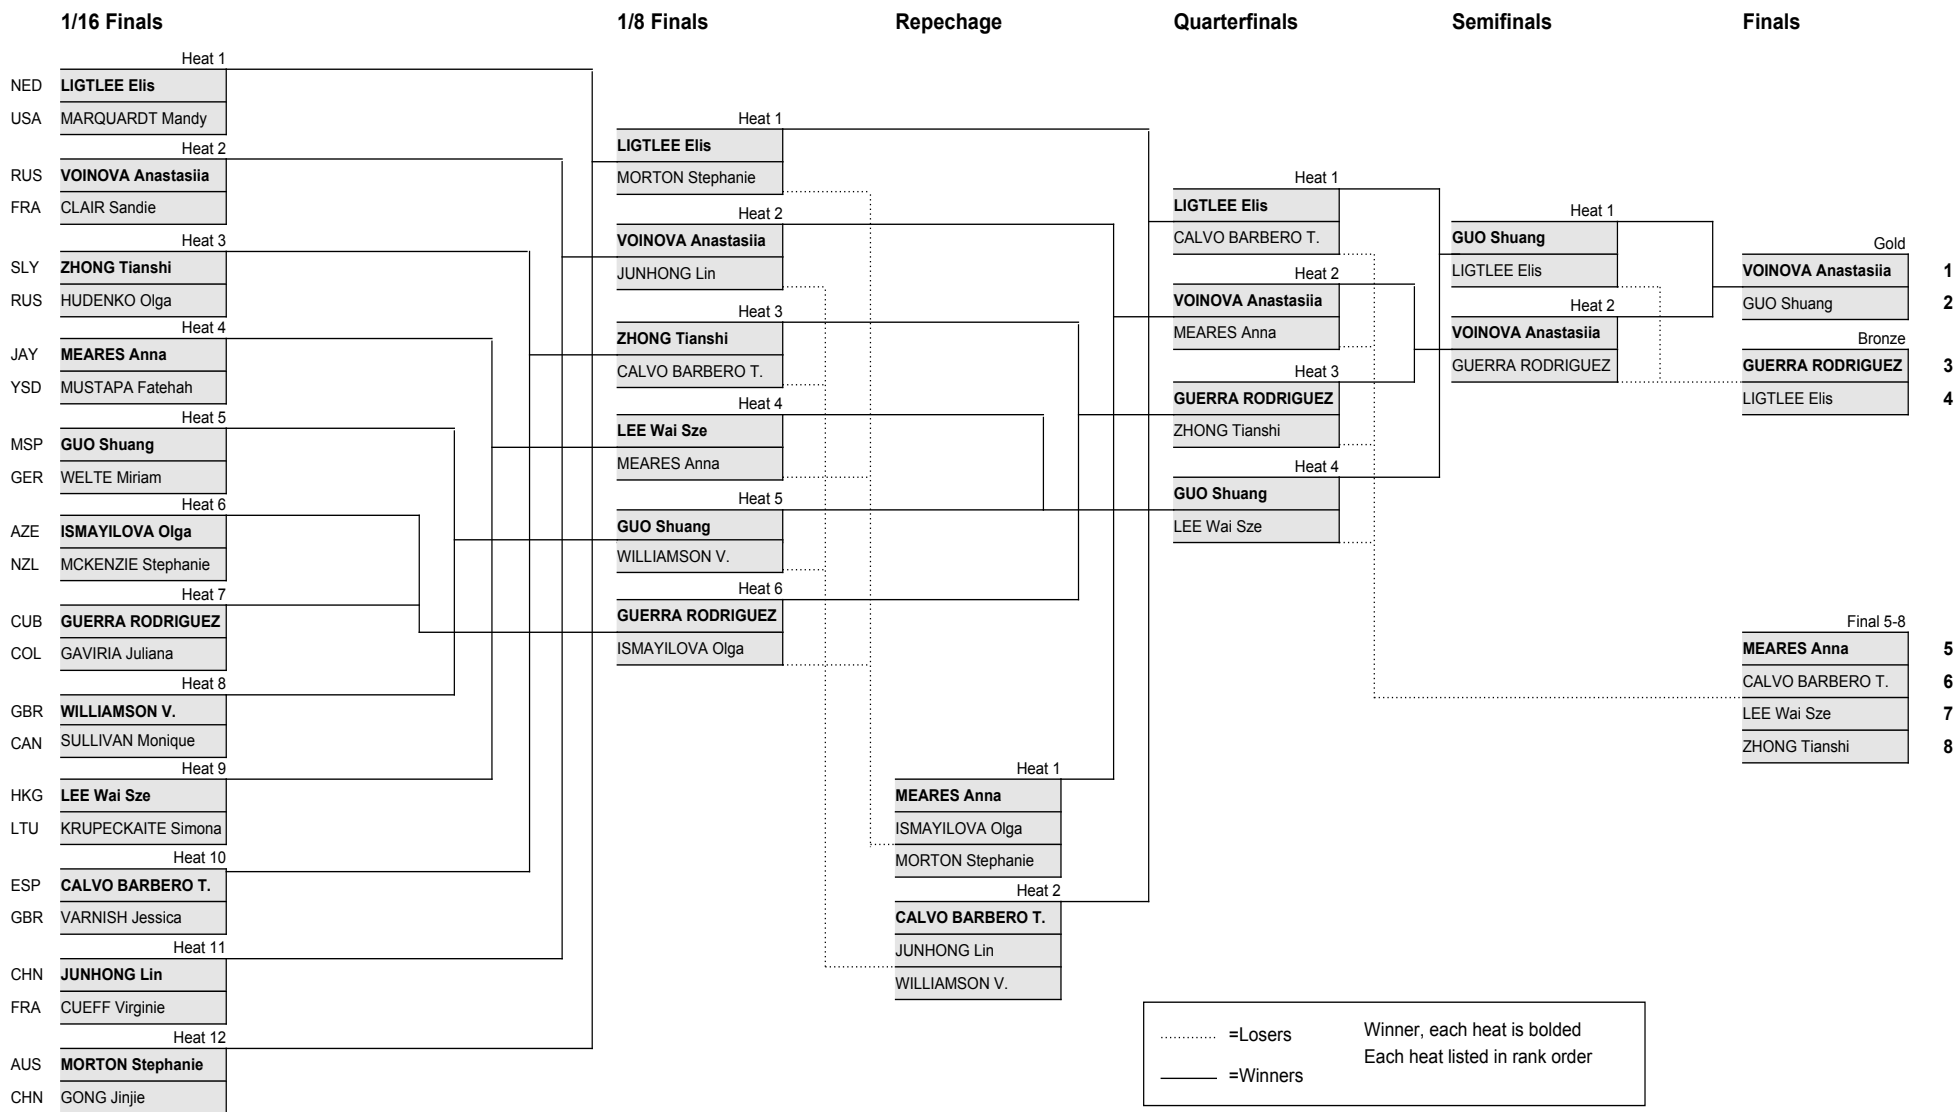 1/16 Finals 1/8 Finals Repechage Quarterfinals Semifinals Finals
Heat 1
NED LIGTLEE Elis
USA MARQUARDT Mandy
Heat 2
RUS VOINOVA Anastasiia
FRA CLAIR Sandie
Heat 3
SLY ZHONG Tianshi
RUS HUDENKO Olga
Heat 4
JAY MEARES Anna
YSD MUSTAPA Fatehah
Heat 5
MSP GUO Shuang
GER WELTE Miriam
Heat 6
AZE ISMAYILOVA Olga
NZL MCKENZIE Stephanie
Heat 7
CUB GUERRA RODRIGUEZ
COL GAVIRIA Juliana
Heat 8
GBR WILLIAMSON V.
CAN SULLIVAN Monique
Heat 9
HKG LEE Wai Sze
LTU KRUPECKAITE Simona
Heat 10
ESP CALVO BARBERO T.
GBR VARNISH Jessica
Heat 11
CHN JUNHONG Lin
FRA CUEFF Virginie
Heat 12
AUS MORTON Stephanie
CHN GONG Jinjie
Heat 1
LIGTLEE Elis
MORTON Stephanie
Heat 2
VOINOVA Anastasiia
JUNHONG Lin
Heat 3
ZHONG Tianshi
CALVO BARBERO T.
Heat 4
LEE Wai Sze
MEARES Anna
Heat 5
GUO Shuang
WILLIAMSON V.
Heat 6
GUERRA RODRIGUEZ
ISMAYILOVA Olga
Heat 1
MEARES Anna
ISMAYILOVA Olga
MORTON Stephanie
Heat 2
CALVO BARBERO T.
JUNHONG Lin
WILLIAMSON V.
Heat 1
LIGTLEE Elis
CALVO BARBERO T.
Heat 2
VOINOVA Anastasiia
MEARES Anna
Heat 3
GUERRA RODRIGUEZ
ZHONG Tianshi
Heat 4
GUO Shuang
LEE Wai Sze
Heat 1
GUO Shuang
LIGTLEE Elis
Heat 2
VOINOVA Anastasiia
GUERRA RODRIGUEZ
Gold
VOINOVA Anastasiia 1
GUO Shuang 2
Bronze
GUERRA RODRIGUEZ 3
LIGTLEE Elis 4
Final 5-8
MEARES Anna 5
CALVO BARBERO T. 6
LEE Wai Sze 7
ZHONG Tianshi 8
=Losers Winner, each heat is bolded
Each heat listed in rank order
=Winners